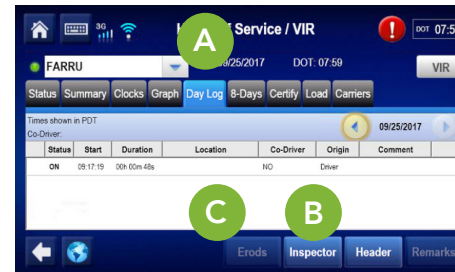 3G Service / VIR ! DOT 07:5
A
FARRU 9/25/2017 DOT: 07:59 VIR
Status Summary Clocks Graph Day Log 8-Days Certify Load Carriers
Times shown in PDT
Co-Driver: 09/25/2017
Status Start Duration Location Co-Driver Origin Comment
ON 09:17:19 00h 00m 48s NO Driver
C B
Erods Inspector Header Remarks